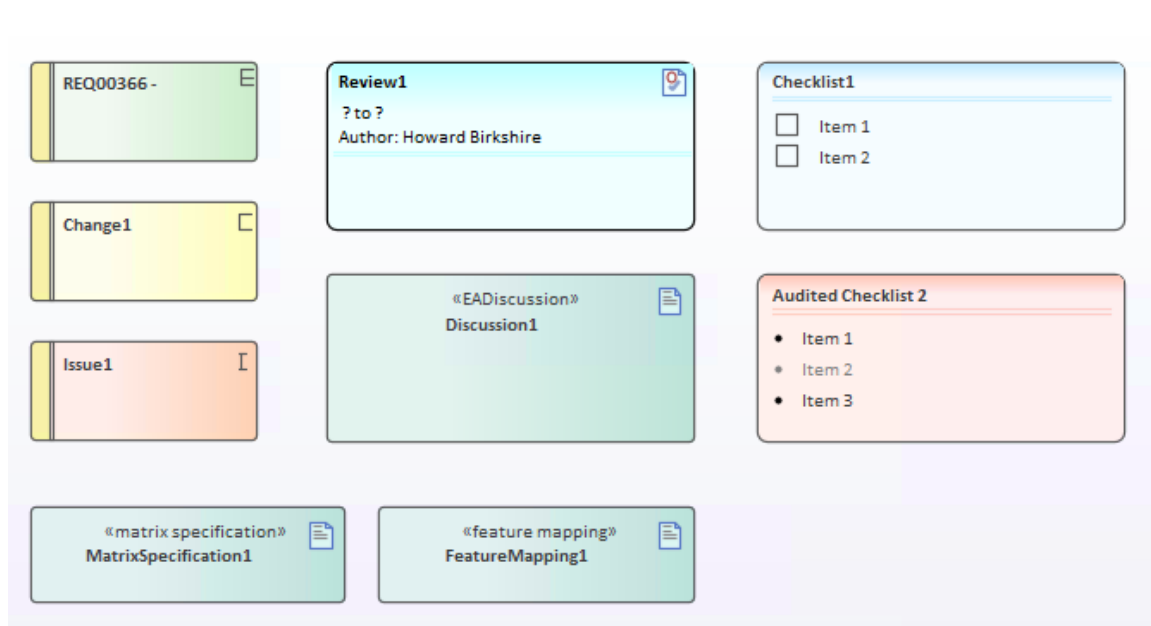 REQ00366 -
Review1
? to ?
Author: Howard Birkshire
Checklist1
Item 1
Item 2
Change1
«EADiscussion»
Discussion1
Audited Checklist 2
Item 1
Item 2
Item 3
Issue1
«matrix specification»
MatrixSpecification1
«feature mapping»
FeatureMapping1